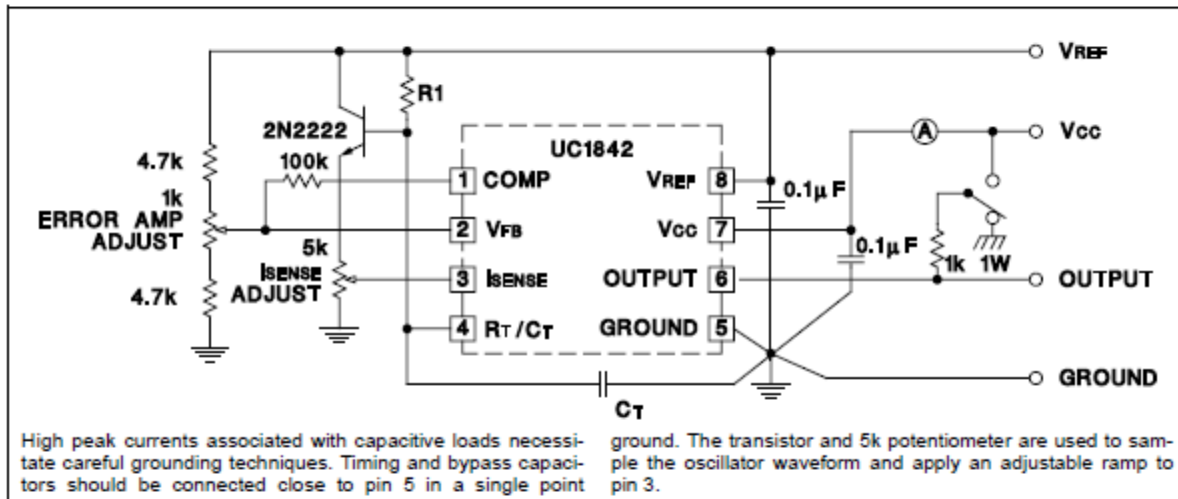 VREF
R1
2N2222
UC1842
A
VCC
4.7k
100k
1 COMP
VREF 8
0.1μ F
1k
ERROR AMP
ADJUST
2 VFB
VCC 7
0.1μ F
5k
ISENSE
ADJUST
3 ISENSE
OUTPUT 6
1k
1W
OUTPUT
4.7k
4 RT/CT
GROUND 5
GROUND
CT
High peak currents associated with capacitive loads necessi-
tate careful grounding techniques. Timing and bypass capaci-
tors should be connected close to pin 5 in a single point
ground. The transistor and 5k potentiometer are used to sam-
ple the oscillator waveform and apply an adjustable ramp to
pin 3.